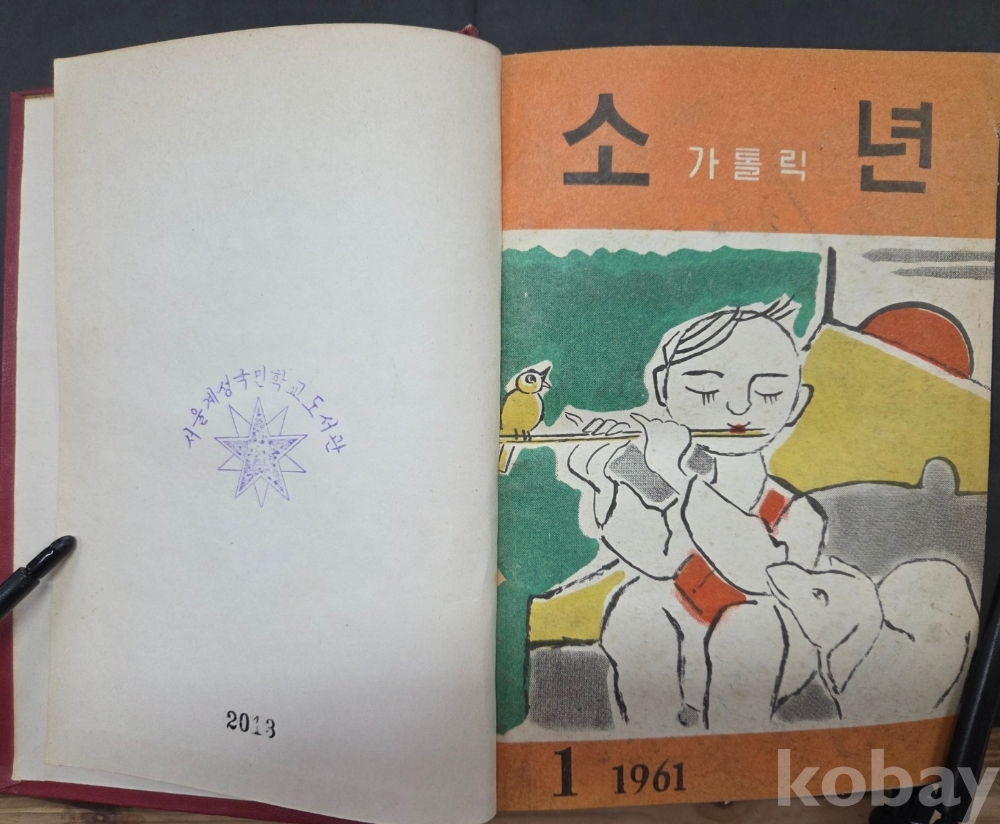 서울계성국민학교도서관
2013
소 가톨릭 년
1 1961
kobay